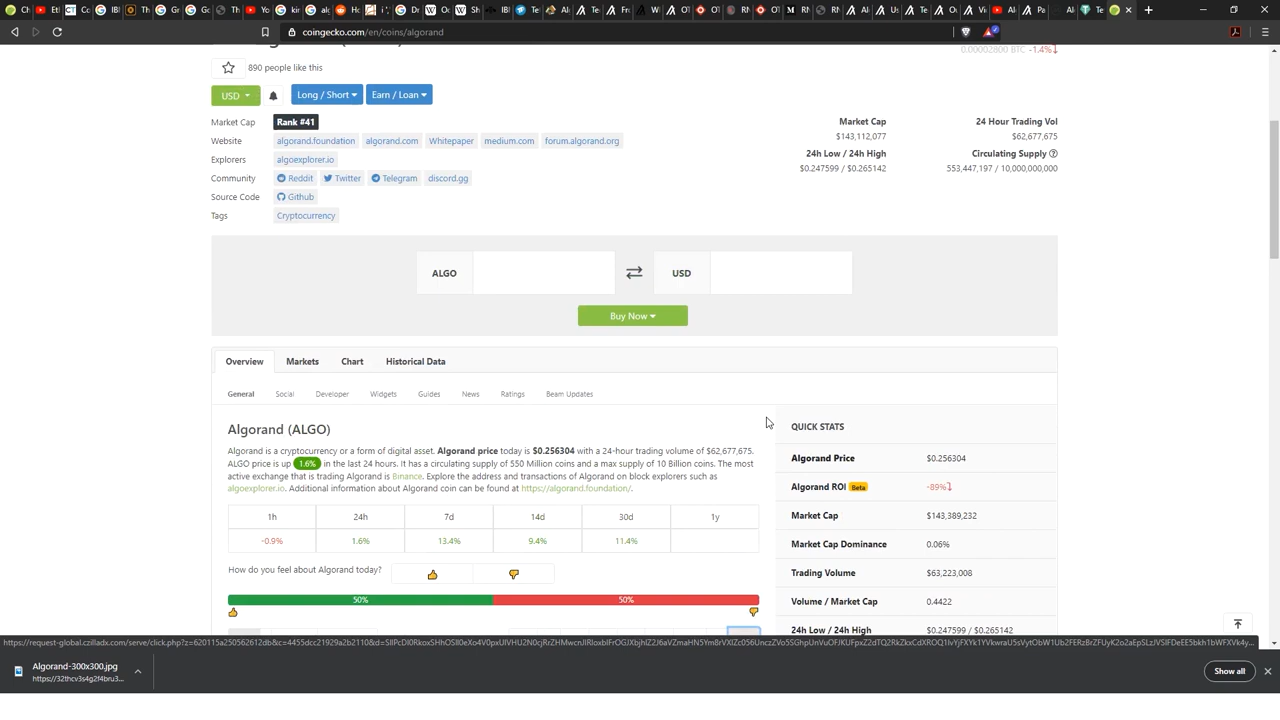 coingecko.com/en/coins/algorand
0.00002800 BTC -1.4%
890 people like this
USD
Long / Short
Earn / Loan
Market Cap
Rank #41
Website
algorand.foundation
algorand.com
Whitepaper
medium.com
forum.algorand.org
Explorers
algoexplorer.io
Community
Reddit
Twitter
Telegram
discord.gg
Source Code
Github
Tags
Cryptocurrency
Market Cap
$143,112,077
24 Hour Trading Vol
$62,677,675
24h Low / 24h High
$0.247599 / $0.265142
Circulating Supply
553,447,197 / 10,000,000,000
ALGO
USD
Buy Now
Overview
Markets
Chart
Historical Data
General
Social
Developer
Widgets
Guides
News
Ratings
Beam Updates
Algorand (ALGO)
Algorand is a cryptocurrency or a form of digital asset. Algorand price today is $0.256304 with a 24-hour trading volume of $62,677,675.
ALGO price is up 1.6% in the last 24 hours. It has a circulating supply of 550 Million coins and a max supply of 10 Billion coins. The most
active exchange that is trading Algorand is Binance. Explore the address and transactions of Algorand on block explorers such as
algoexplorer.io. Additional information about Algorand coin can be found at https://algorand.foundation/.
1h 24h 7d 14d 30d 1y
-0.9% 1.6% 13.4% 9.4% 11.4%
How do you feel about Algorand today?
50% 50%
QUICK STATS
Algorand Price $0.256304
Algorand ROI Beta -89%
Market Cap $143,389,232
Market Cap Dominance 0.06%
Trading Volume $63,223,008
Volume / Market Cap 0.4422
24h Low / 24h High $0.247599 / $0.265142
Algorand-300x300.jpg
https://32thcv3s4g2f4bru3...
Show all